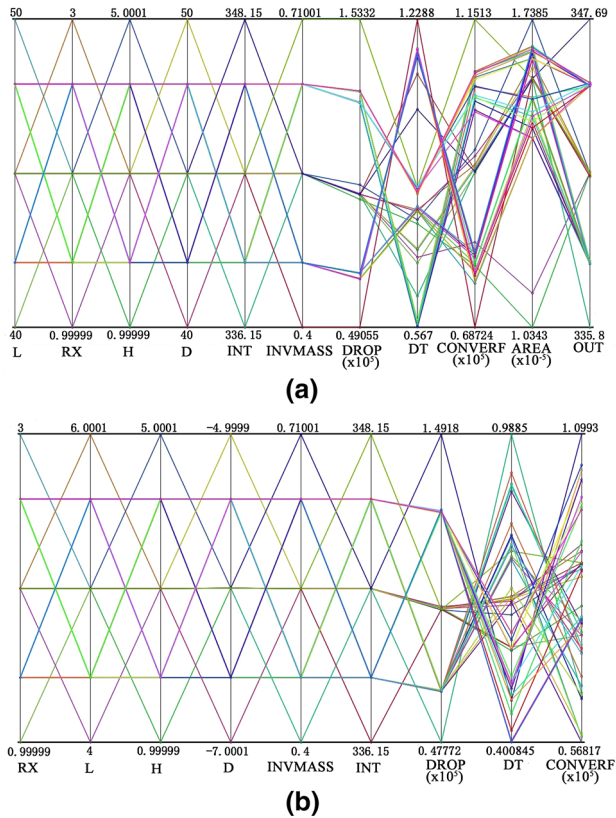 50 3 5.0001 50 348.15 0.71001 1.5332 1.2288 1.1513 1.7385 347.69
40 0.99999 0.99999 40 336.15 0.4 0.49055 0.567 0.68724 1.0343 335.8
L RX H D INT INVMASS DROP DT CONVERF AREA OUT
(x10⁵) (x10⁵) (x10⁻³)
(a)
3 6.0001 5.0001 -4.9999 0.71001 348.15 1.4918 0.9885 1.0993
0.99999 4 0.99999 -7.0001 0.4 336.15 0.47772 0.400845 0.56817
RX L H D INVMASS INT DROP DT CONVERF
(x10⁵) (x10⁵)
(b)